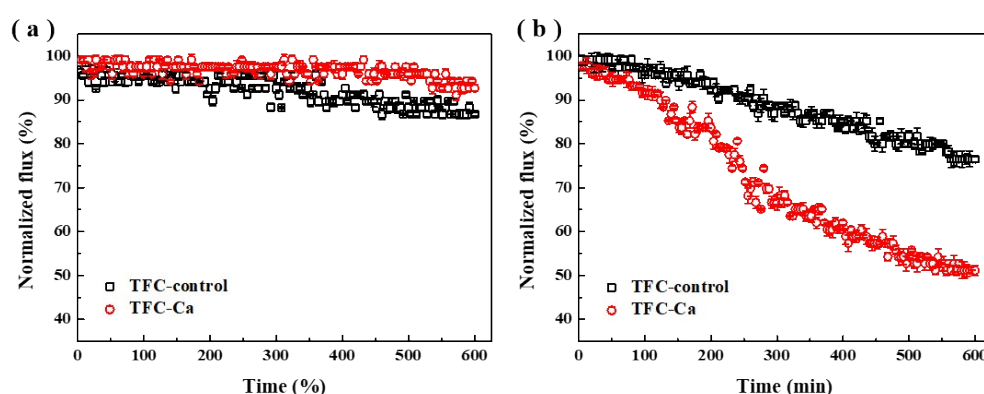 ( a )
Normalized flux (%)
100
90
80
70
60
50
40
TFC-control
TFC-Ca
0 100 200 300 400 500 600
Time (%)
( b )
Normalized flux (%)
100
90
80
70
60
50
40
TFC-control
TFC-Ca
0 100 200 300 400 500 600
Time (min)